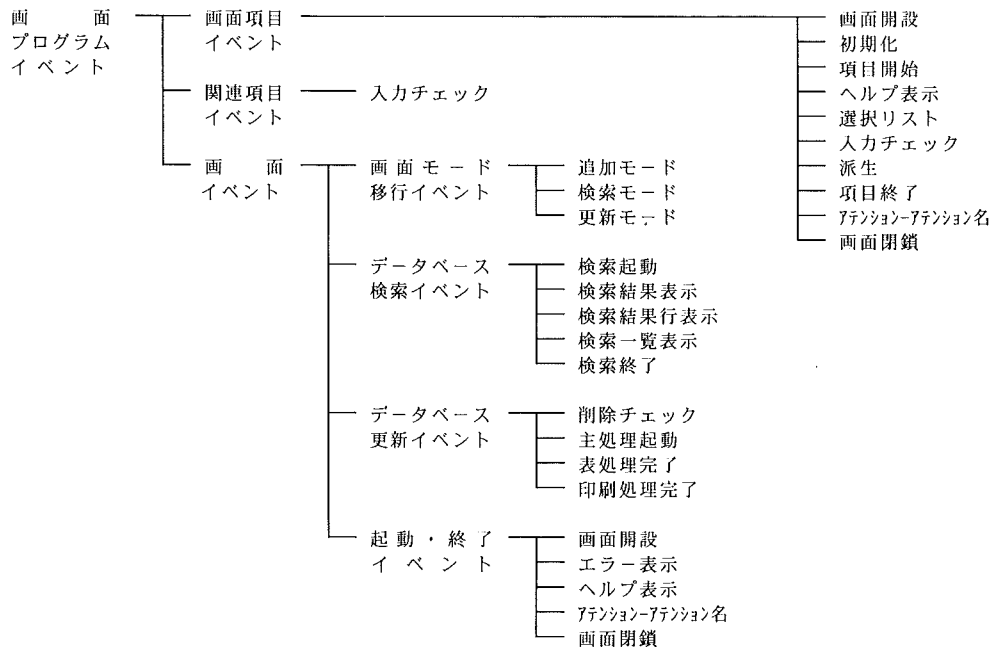 画面
プログラム
イベント
画面項目
イベント
画面開設
初期化
項目開始
ヘルプ表示
選択リスト
入力チェック
派生
項目終了
アテンションーアテンション名
画面閉鎖
関連項目
イベント
入力チェック
画面
イベント
画面モード
移行イベント
追加モード
検索モード
更新モード
データベース
検索イベント
検索起動
検索結果表示
検索結果行表示
検索一覧表示
検索終了
データベース
更新イベント
削除チェック
主処理起動
表処理完了
印刷処理完了
起動・終了
イベント
画面開設
エラー表示
ヘルプ表示
アテンションーアテンション名
画面閉鎖